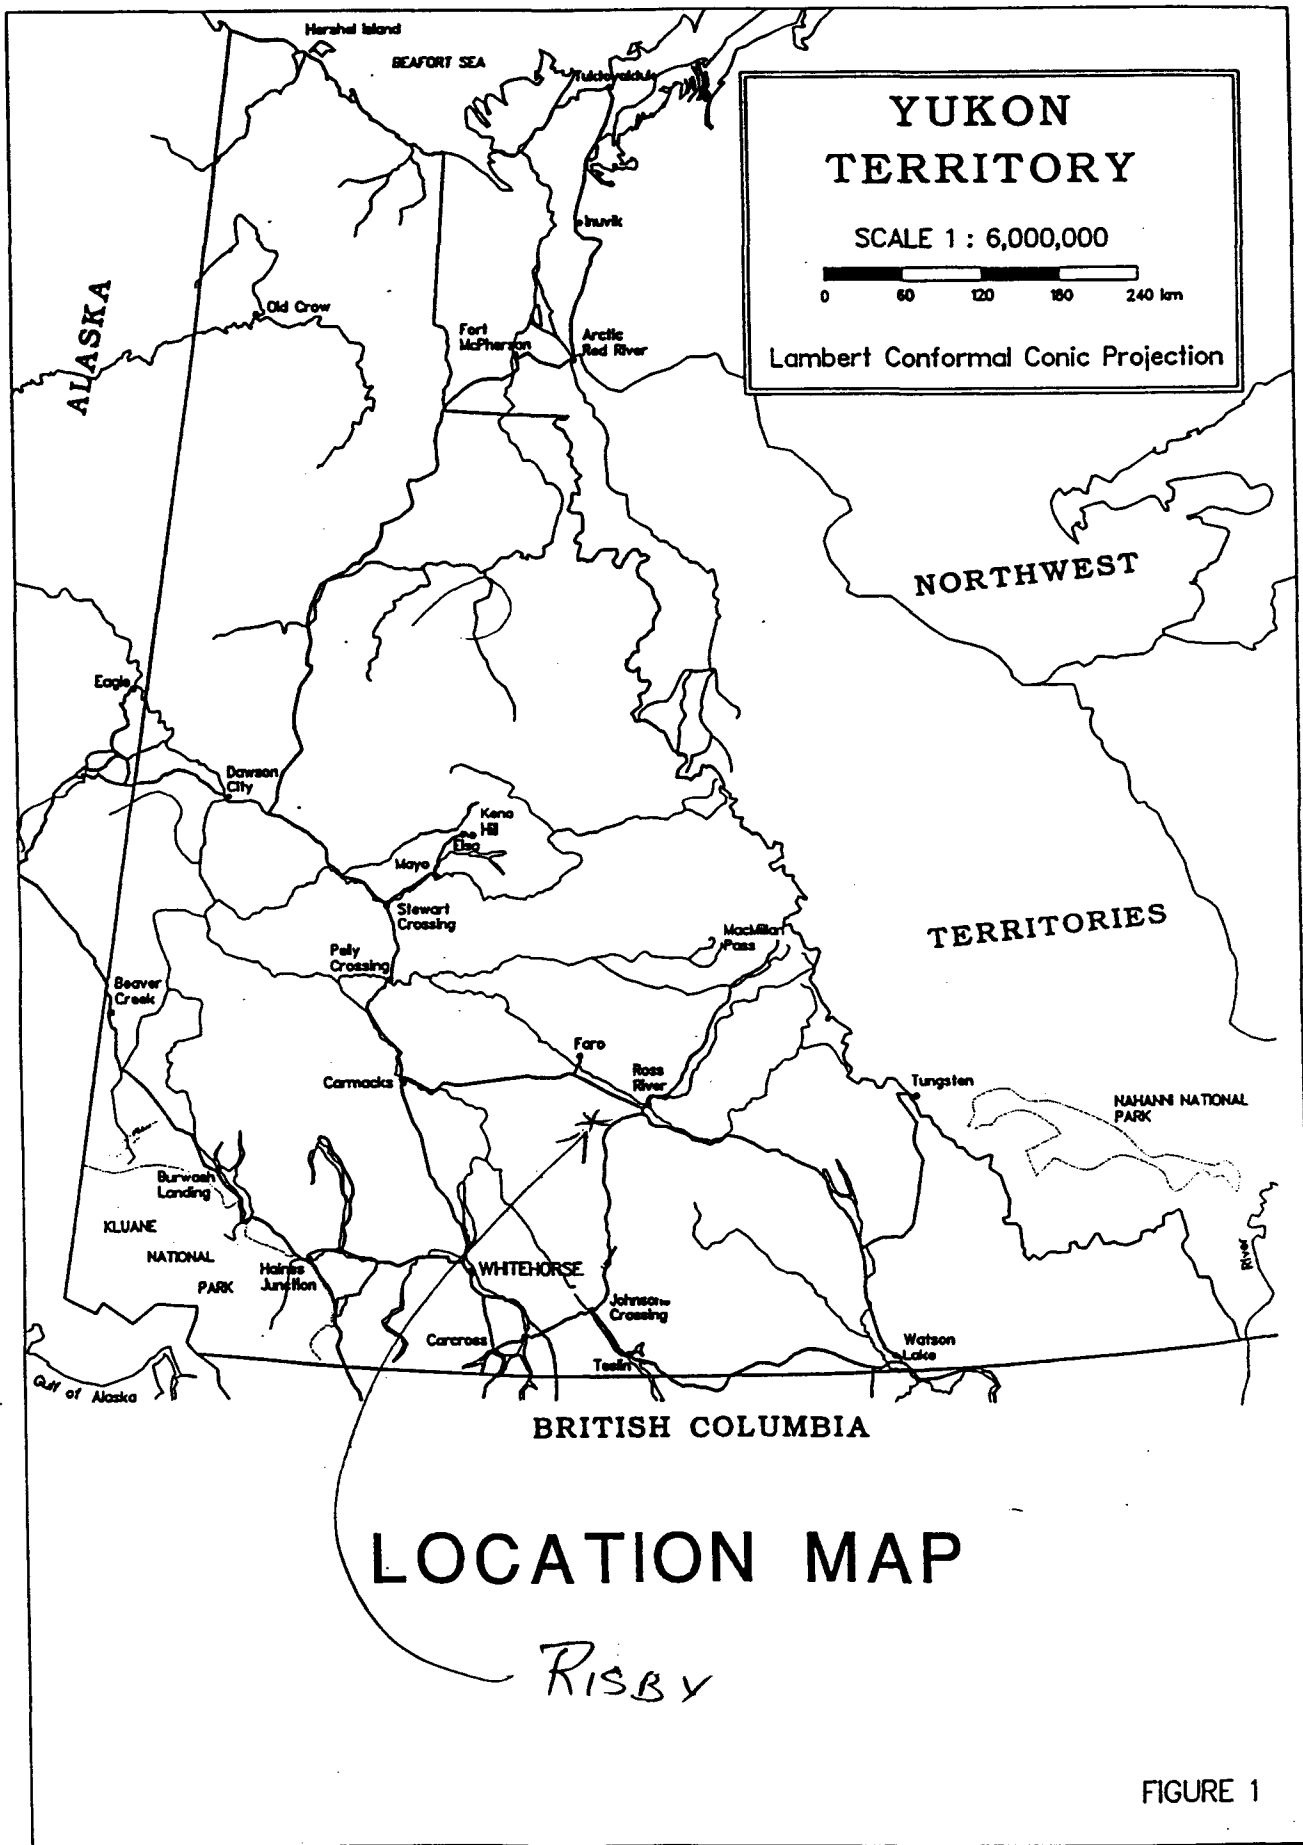 Hershel Island
BEAFORT SEA
Tuktoyaktuk
YUKON
TERRITORY
SCALE 1 : 6,000,000
0 60 120 180 240 km
Lambert Conformal Conic Projection
Inuvik
ALASKA
Old Crow
Fort
McPherson
Arctic
Red River
NORTHWEST
Eagle
Dawson
City
Keno
Hill
Elsa
Mayo
Stewart
Crossing
TERRITORIES
MacMillan
Pass
Pelly
Crossing
Beaver
Creek
Faro
Ross
River
Carmacks
Tungsten
NAHANNI NATIONAL
PARK
Burwash
Landing
KLUANE
NATIONAL
PARK
Haines
Junction
WHITEHORSE
River
Johnsons
Crossing
Carcross
Teslin
Watson
Lake
Gulf of Alaska
BRITISH COLUMBIA
LOCATION MAP
RISBY
FIGURE 1